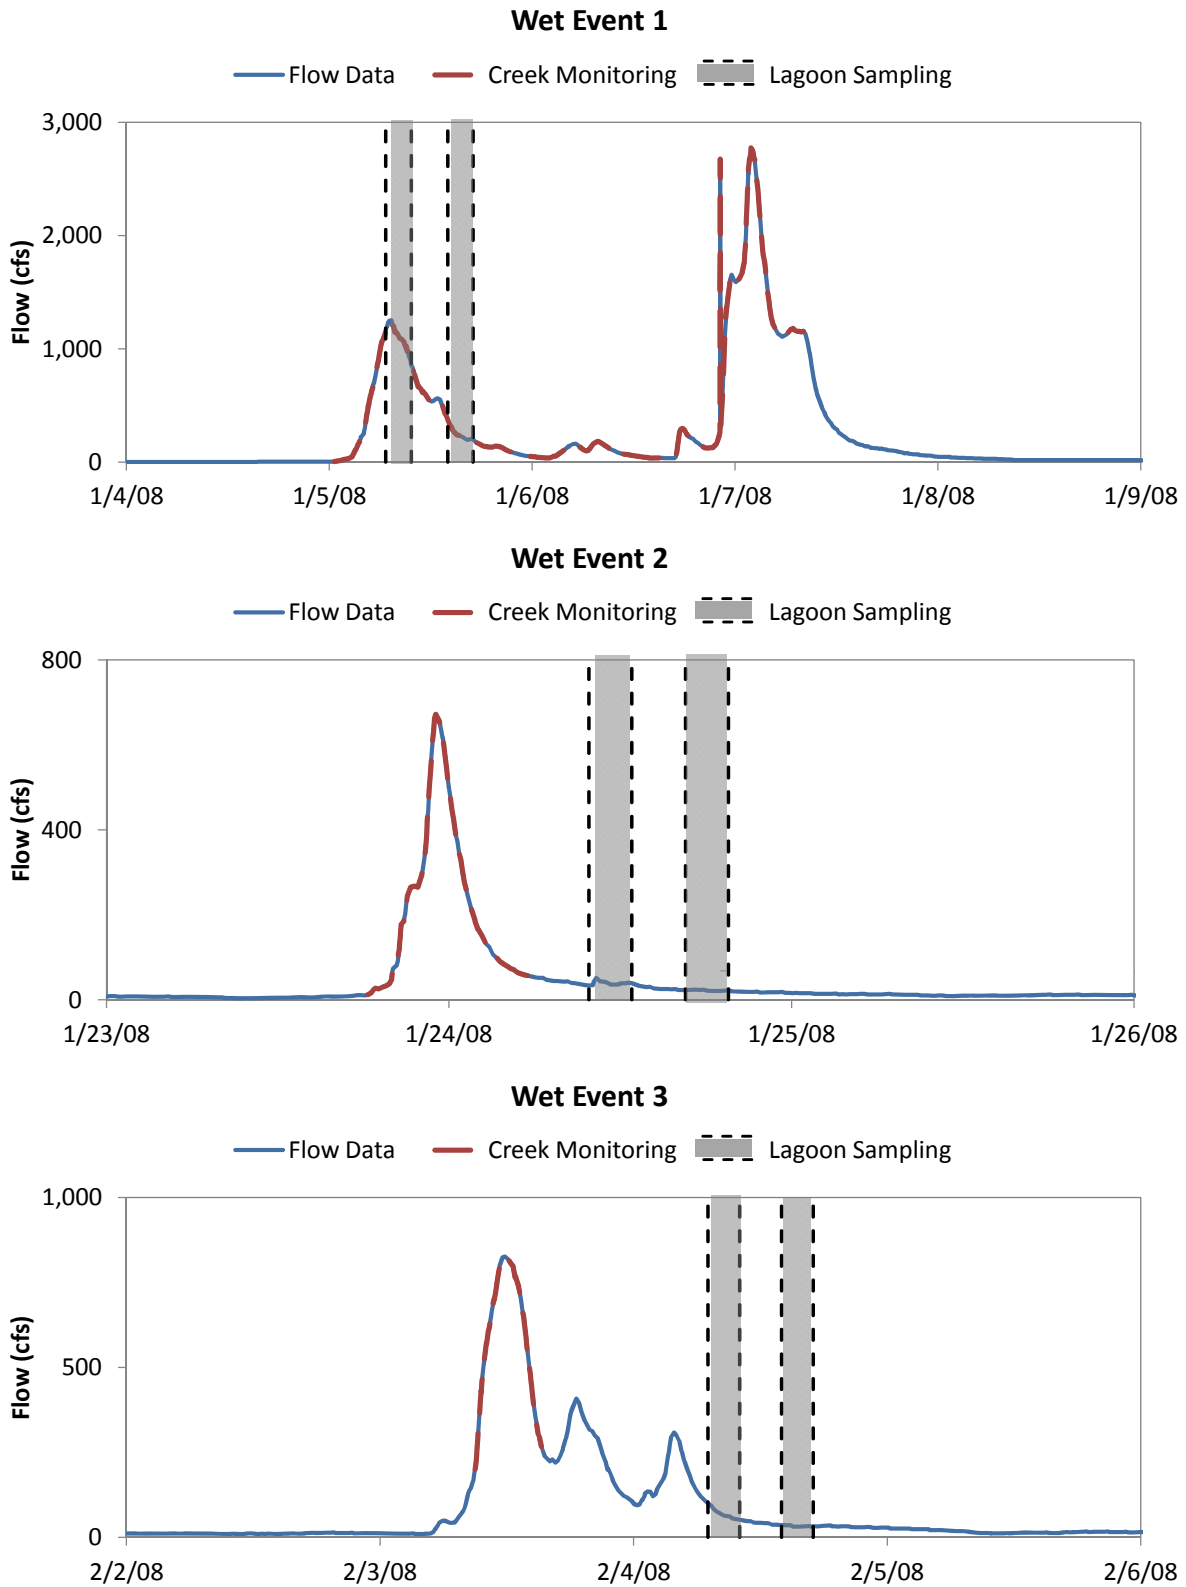 Wet Event 1
Flow Data Creek Monitoring Lagoon Sampling
3,000
2,000
1,000
0
Flow (cfs)
1/4/08 1/5/08 1/6/08 1/7/08 1/8/08 1/9/08
Wet Event 2
Flow Data Creek Monitoring Lagoon Sampling
800
400
0
Flow (cfs)
1/23/08 1/24/08 1/25/08 1/26/08
Wet Event 3
Flow Data Creek Monitoring Lagoon Sampling
1,000
500
0
Flow (cfs)
2/2/08 2/3/08 2/4/08 2/5/08 2/6/08